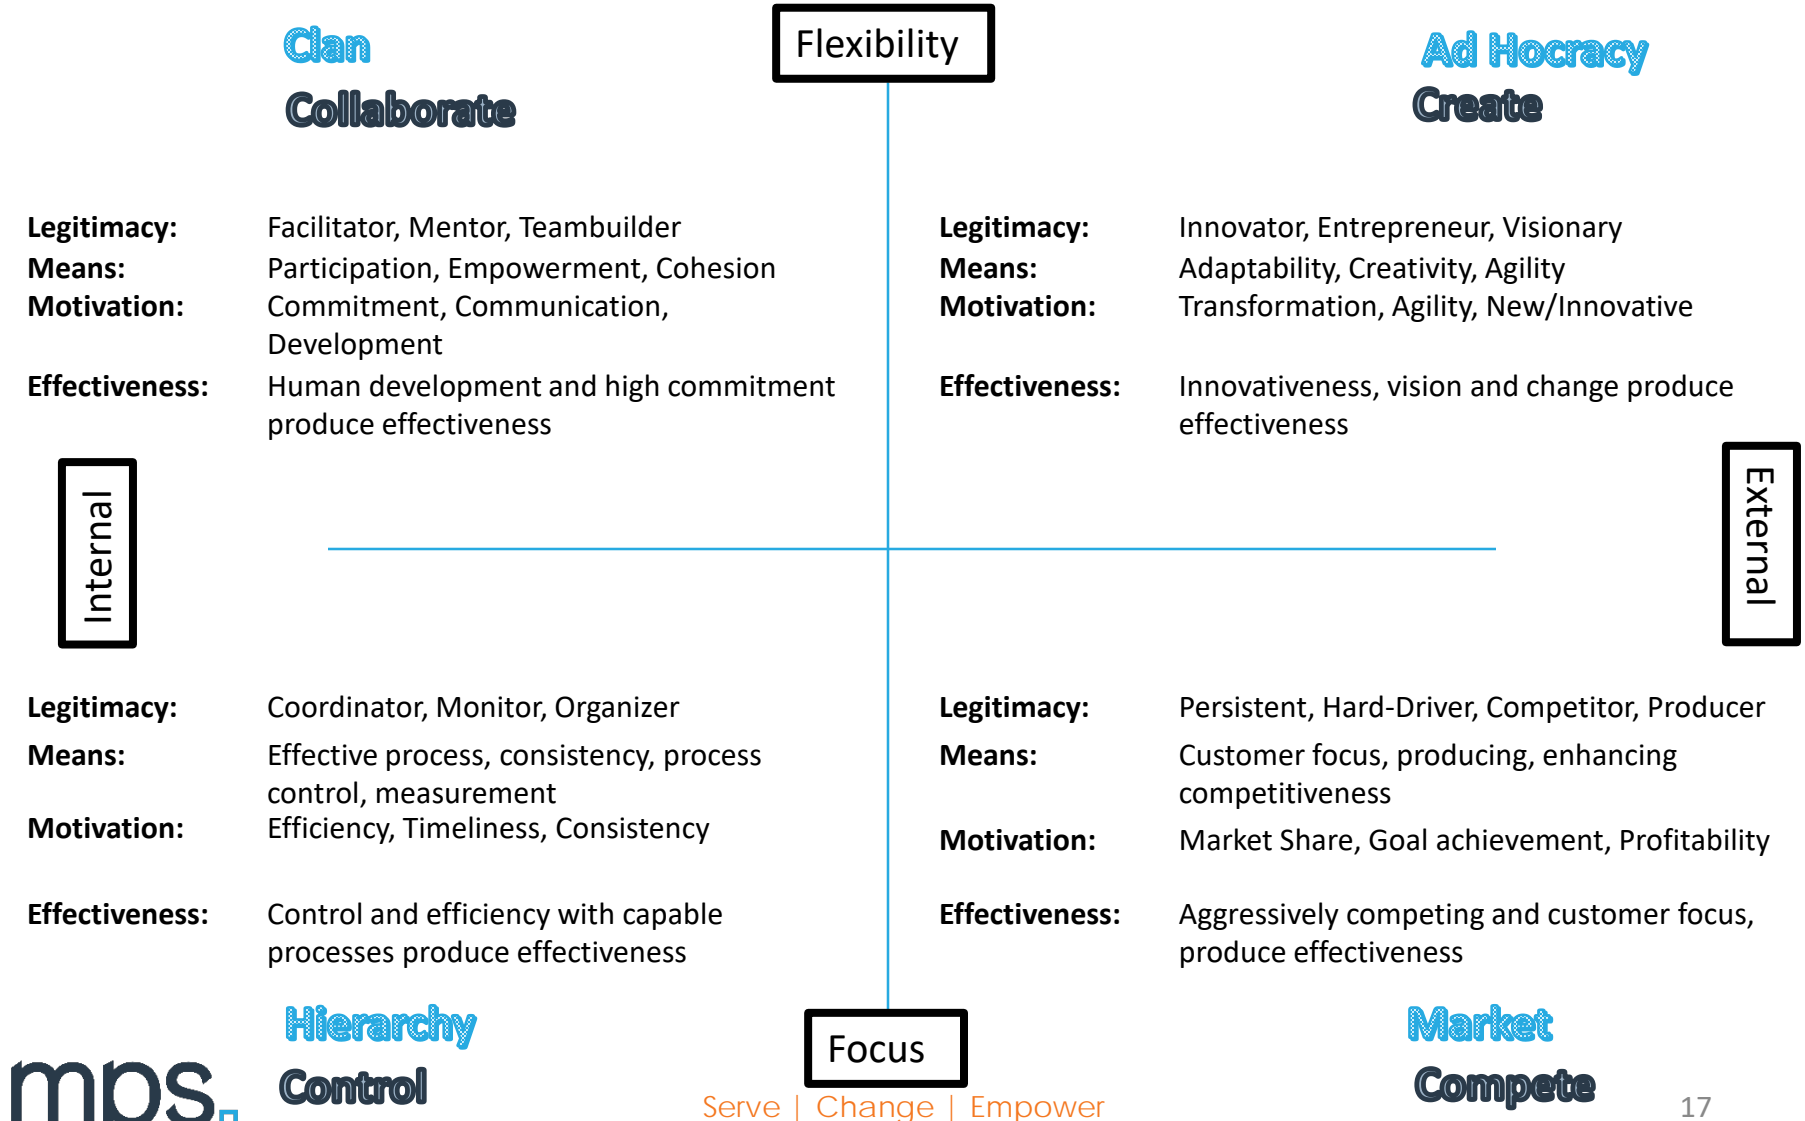 Clan
Collaborate
Flexibility
Ad Hocracy
Create
Legitimacy: Facilitator, Mentor, Teambuilder
Means: Participation, Empowerment, Cohesion
Motivation: Commitment, Communication,
Development
Effectiveness: Human development and high commitment
produce effectiveness
Legitimacy: Innovator, Entrepreneur, Visionary
Means: Adaptability, Creativity, Agility
Motivation: Transformation, Agility, New/Innovative
Effectiveness: Innovativeness, vision and change produce
effectiveness
Internal
External
Legitimacy: Coordinator, Monitor, Organizer
Means: Effective process, consistency, process
control, measurement
Motivation: Efficiency, Timeliness, Consistency
Effectiveness: Control and efficiency with capable
processes produce effectiveness
Legitimacy: Persistent, Hard-Driver, Competitor, Producer
Means: Customer focus, producing, enhancing
competitiveness
Motivation: Market Share, Goal achievement, Profitability
Effectiveness: Aggressively competing and customer focus,
produce effectiveness
Hierarchy
Control
Focus
Market
Compete
mps.
Serve | Change | Empower
17